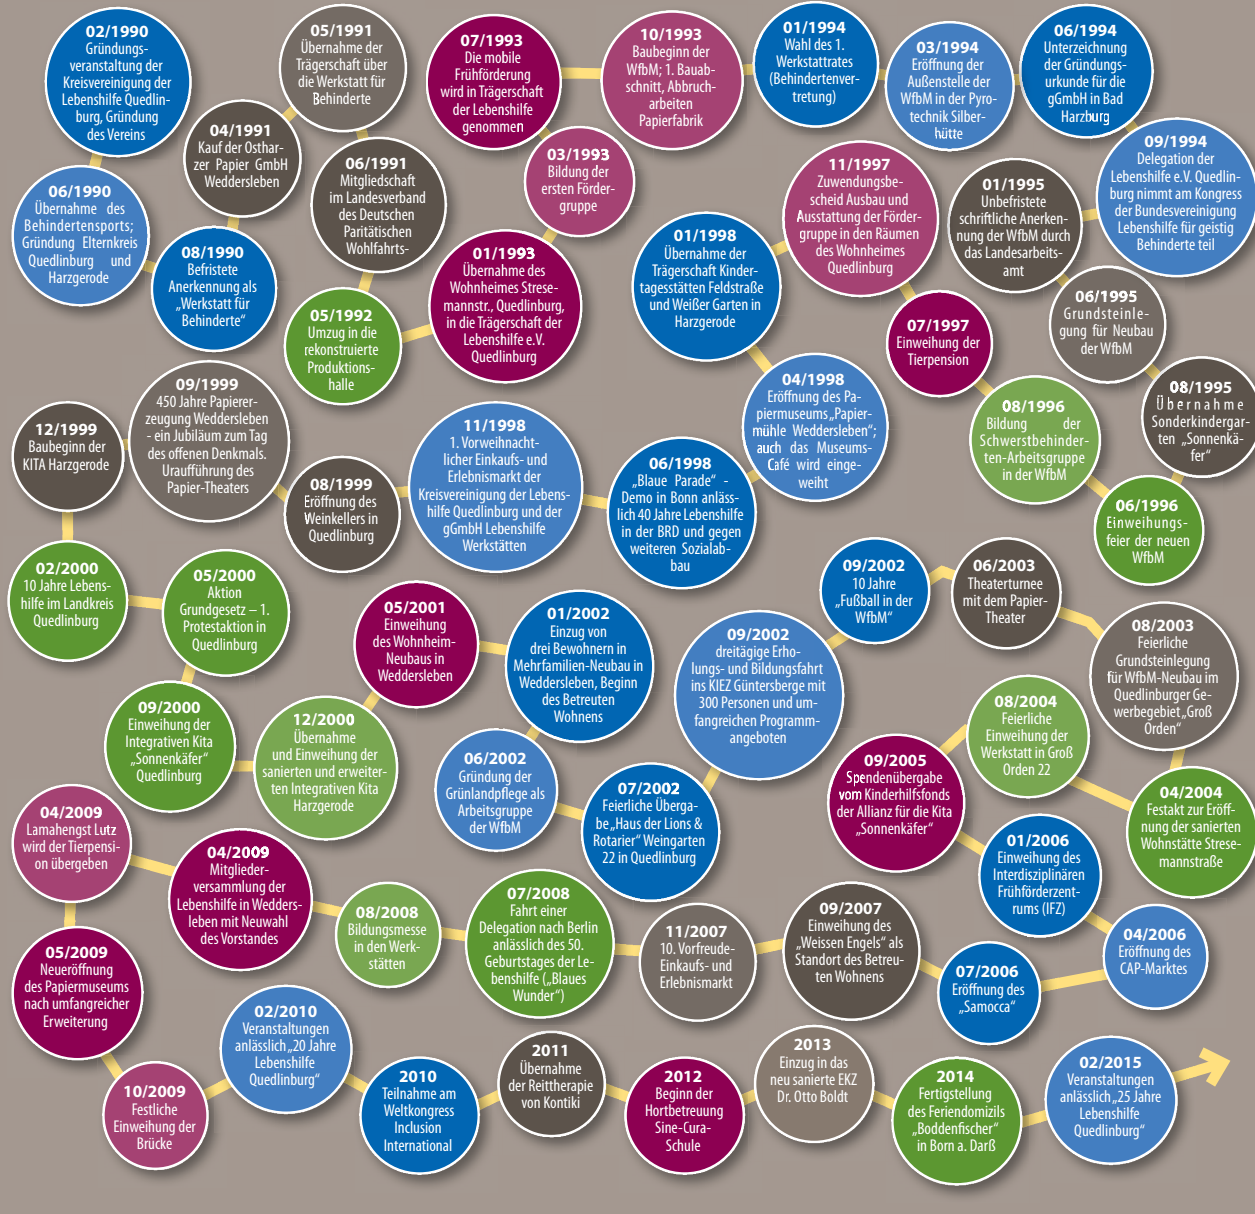 02/1990
Gründungs-
veranstaltung der
Kreisvereinigung der
Lebenshilfe Quedlin-
burg, Gründung
des Vereins
06/1990
Übernahme des
Behindertensports;
Gründung Elternkreis
Quedlinburg und
Harzgerode
08/1990
Befristete
Anerkennung als
„Werkstatt für
Behinderte“
04/1991
Kauf der Osthar-
zer Papier GmbH
Weddersleben
05/1991
Übernahme der
Trägerschaft über
die Werkstatt für
Behinderte
06/1991
Mitgliedschaft
im Landesverband
des Deutschen
Paritätischen
Wohlfahrts-
05/1992
Umzug in die
rekonstruierte
Produktions-
halle
01/1993
Übernahme des
Wohnheimes Strese-
mannstr., Quedlinburg,
in die Trägerschaft der
Lebenshilfe e.V.
Quedlinburg
03/1993
Bildung der
ersten Förder-
gruppe
07/1993
Die mobile
Frühförderung
wird in Trägerschaft
der Lebenshilfe
genommen
10/1993
Baubeginn der
WfbM; 1. Bauab-
schnitt, Abbruch-
arbeiten
Papierfabrik
01/1994
Wahl des 1.
Werkstattrates
(Behindertenver-
tretung)
03/1994
Eröffnung der
Außenstelle der
WfbM in der Pyro-
technik Silber-
hütte
06/1994
Unterzeichnung
der Gründungs-
urkunde für die
gGmbH in Bad
Harzburg
09/1994
Delegation der
Lebenshilfe e.V. Quedlin-
burg nimmt am Kongress
der Bundesvereinigung
Lebenshilfe für geistig
Behinderte teil
01/1995
Unbefristete
schriftliche Anerken-
nung der WfbM durch
das Landesarbeits-
amt
06/1995
Grundsteinle-
gung für Neubau
der WfbM
08/1995
Übernahme
Sonderkindergar-
ten „Sonnenkä-
fer“
06/1996
Einweihungs-
feier der neuen
WfbM
08/1996
Bildung der
Schwerstbehinder-
ten-Arbeitsgruppe
in der WfbM
07/1997
Einweihung der
Tierpension
11/1997
Zuwendungsbe-
scheid Ausbau und
Ausstattung der Förder-
gruppe in den Räumen
des Wohnheimes
Quedlinburg
01/1998
Übernahme der
Trägerschaft Kinder-
tagesstätten Feldstraße
und Weißer Garten in
Harzgerode
04/1998
Eröffnung des Pa-
piermuseums „Papier-
mühle Weddersleben“;
auch das Museums-
Café wird einge-
weiht
06/1998
„Blaue Parade“ -
Demo in Bonn anläss-
lich 40 Jahre Lebenshilfe
in der BRD und gegen
weiteren Sozialab-
bau
11/1998
1. Vorweihnacht-
licher Einkaufs- und
Erlebnismarkt der
Kreisvereinigung der Lebens-
hilfe Quedlinburg und der
gGmbH Lebenshilfe
Werkstätten
08/1999
Eröffnung des
Weinkellers in
Quedlinburg
09/1999
450 Jahre Papierer-
zeugung Weddersleben
- ein Jubiläum zum Tag
des offenen Denkmals.
Uraufführung des
Papier-Theaters
12/1999
Baubeginn der
KITA Harzgerode
02/2000
10 Jahre Lebens-
hilfe im Landkreis
Quedlinburg
05/2000
Aktion
Grundgesetz – 1.
Protestaktion in
Quedlinburg
09/2000
Einweihung der
Integrativen Kita
„Sonnenkäfer“
Quedlinburg
12/2000
Übernahme
und Einweihung der
sanierten und erweiter-
ten Integrativen Kita
Harzgerode
05/2001
Einweihung
des Wohnheim-
Neubaus in
Weddersleben
01/2002
Einzug von
drei Bewohnern in
Mehrfamilien-Neubau in
Weddersleben, Beginn
des Betreuten
Wohnens
06/2002
Gründung der
Grünlandpflege als
Arbeitsgruppe
der WfbM
07/2002
Feierliche Überga-
be „Haus der Lions &
Rotarier“ Weingarten
22 in Quedlinburg
09/2002
dreitägige Erho-
lungs- und Bildungsfahrt
ins KIEZ Güntersberge mit
300 Personen und um-
fangreichen Programm-
angeboten
09/2002
10 Jahre
„Fußball in der
WfbM“
06/2003
Theaterturnee
mit dem Papier-
Theater
08/2003
Feierliche
Grundsteinlegung
für WfbM-Neubau im
Quedlinburger Ge-
werbegebiet „Groß
Orden“
04/2004
Festakt zur Eröff-
nung der sanierten
Wohnstätte Strese-
mannstraße
08/2004
Feierliche
Einweihung der
Werkstatt in Groß
Orden 22
09/2005
Spendenübergabe
vom Kinderhilfsfonds
der Allianz für die Kita
„Sonnenkäfer“
01/2006
Einweihung des
Interdisziplinären
Frühförderzent-
rums (IFZ)
04/2006
Eröffnung des
CAP-Marktes
07/2006
Eröffnung des
„Samocca“
09/2007
Einweihung des
„Weissen Engels“ als
Standort des Betreu-
ten Wohnens
11/2007
10. Vorfreude-
Einkaufs- und
Erlebnismarkt
07/2008
Fahrt einer
Delegation nach Berlin
anlässlich des 50.
Geburtstages der Le-
benshilfe („Blaues
Wunder“)
08/2008
Bildungsmesse
in den Werk-
stätten
04/2009
Mitglieder-
versammlung der
Lebenshilfe in Wedders-
leben mit Neuwahl
des Vorstandes
04/2009
Lamahengst Lutz
wird der Tierpensi-
on übergeben
05/2009
Neueröffnung
des Papiermuseums
nach umfangreicher
Erweiterung
10/2009
Festliche
Einweihung der
Brücke
02/2010
Veranstaltungen
anlässlich „20 Jahre
Lebenshilfe
Quedlinburg“
2010
Teilnahme am
Weltkongress
Inclusion
International
2011
Übernahme
der Reittherapie
von Kontiki
2012
Beginn der
Hortbetreuung
Sine-Cura-
Schule
2013
Einzug in das
neu sanierte EKZ
Dr. Otto Boldt
2014
Fertigstellung
des Feriendomizils
„Boddenfischer“
in Born a. Darß
02/2015
Veranstaltungen
anlässlich „25 Jahre
Lebenshilfe
Quedlinburg“